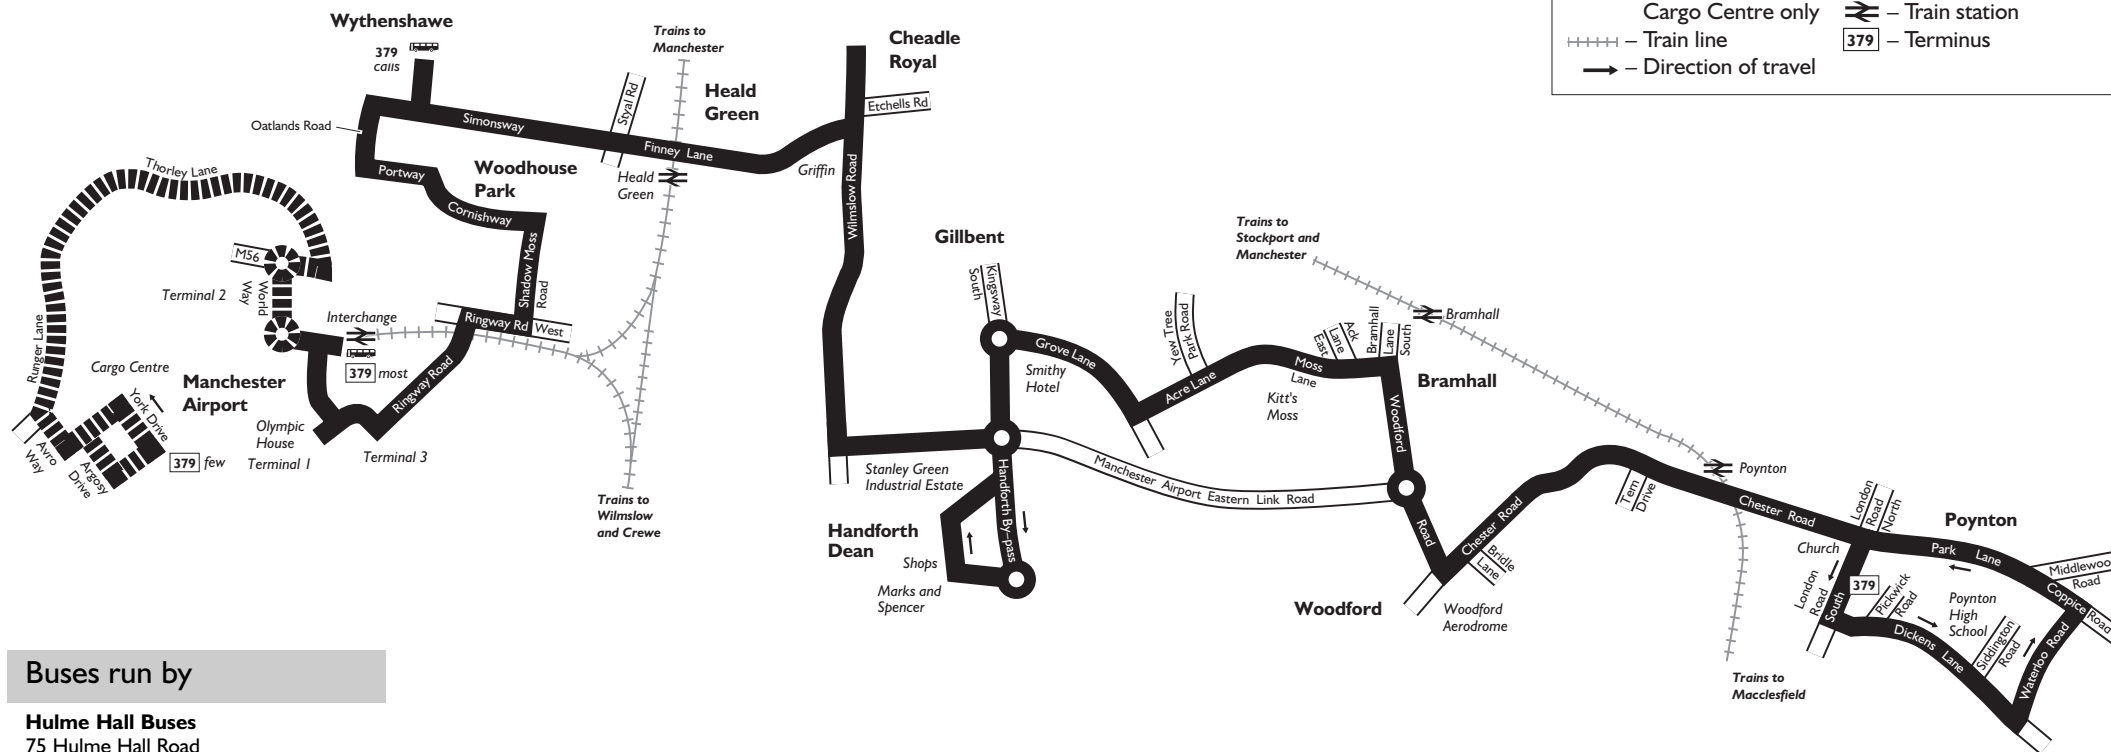 Wythenshawe
379
calls
Trains to
Manchester
Cheadle
Royal
Cargo Centre only
– Train station
– Train line
379 – Terminus
– Direction of travel
Styal Rd
Heald
Green
Etchells Rd
Oatlands Road
Simonsway
Finney Lane
Griffin
Thorley Lane
Portway
Woodhouse
Park
Heald
Green
Wilmslow Road
Cornishway
Shadow Moss
Road
M56
World
Way
Terminal 2
Interchange
Ringway Rd
West
379 most
Runger Lane
Cargo Centre
York Drive
Manchester
Airport
Ringway Road
Olympic
House
Terminal 1
Terminal 3
379 few
Avro
Way
Argosy
Drive
Trains to
Wilmslow
and Crewe
Gillbent
Kingsway
South
Grove Lane
Smithy
Hotel
Yew Tree
Park Road
Acre Lane
Moss
Lane
Kitt's
Moss
Ack
Lane
East
Bramhall
Lane
South
Trains to
Stockport and
Manchester
Bramhall
Bramhall
Woodford
Road
Stanley Green
Industrial Estate
Manchester Airport Eastern Link Road
Handforth By–pass
Handforth
Dean
Shops
Marks and
Spencer
Woodford
Chester Road
Bridle
Lane
Woodford
Aerodrome
Tern
Drive
Poynton
Chester Road
London
Road
North
Poynton
Church
Park Lane
Middlewoo
Road
London
Road
South
379
Pickwick
Road
Poynton
High
School
Coppice
Road
Dickens Lane
Siddington
Road
Waterloo Road
Trains to
Macclesfield
Buses run by
Hulme Hall Buses
75 Hulme Hall Road